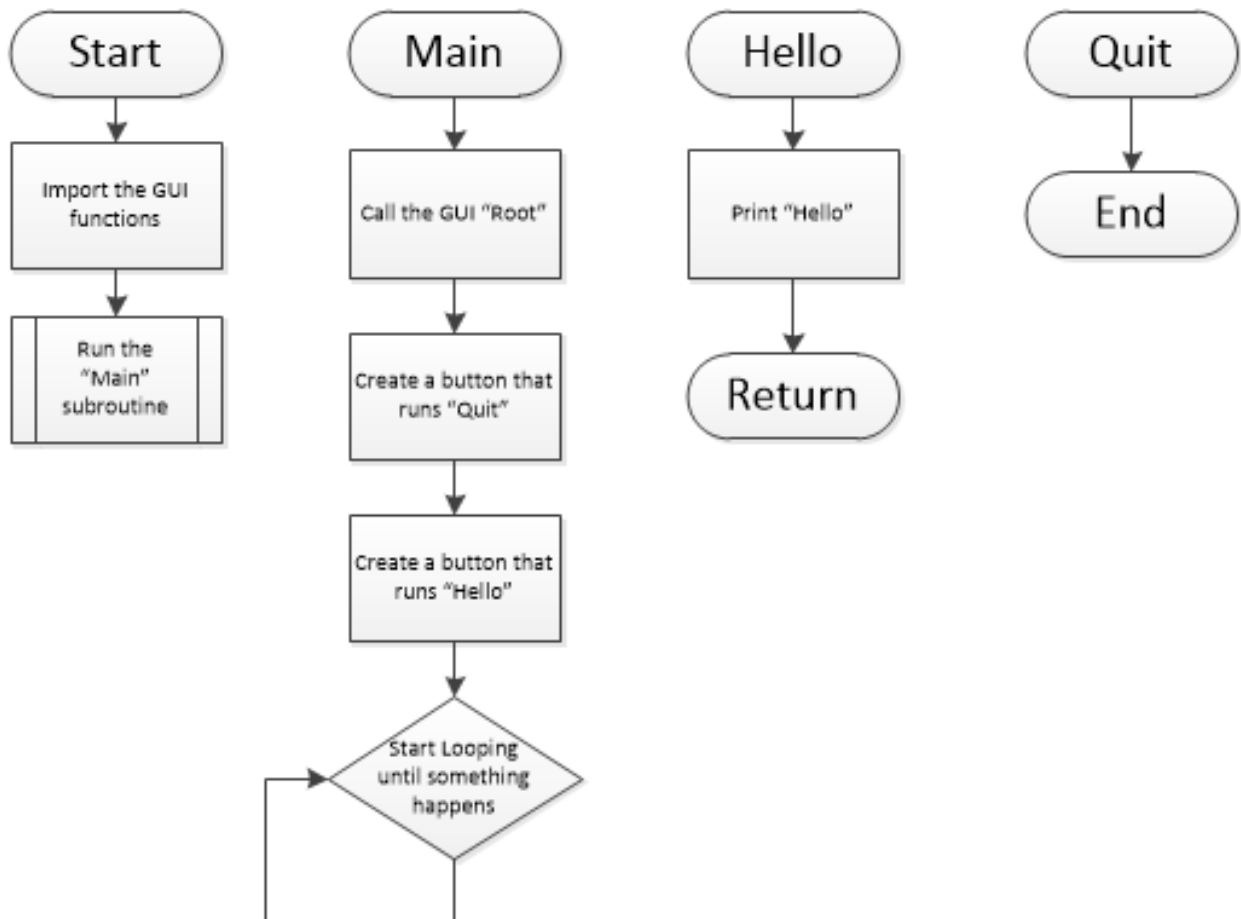 Start
Import the GUI
functions
Run the
“Main”
subroutine
Main
Call the GUI “Root”
Create a button that
runs “Quit”
Create a button that
runs “Hello”
Start Looping
until something
happens
Hello
Print “Hello”
Return
Quit
End